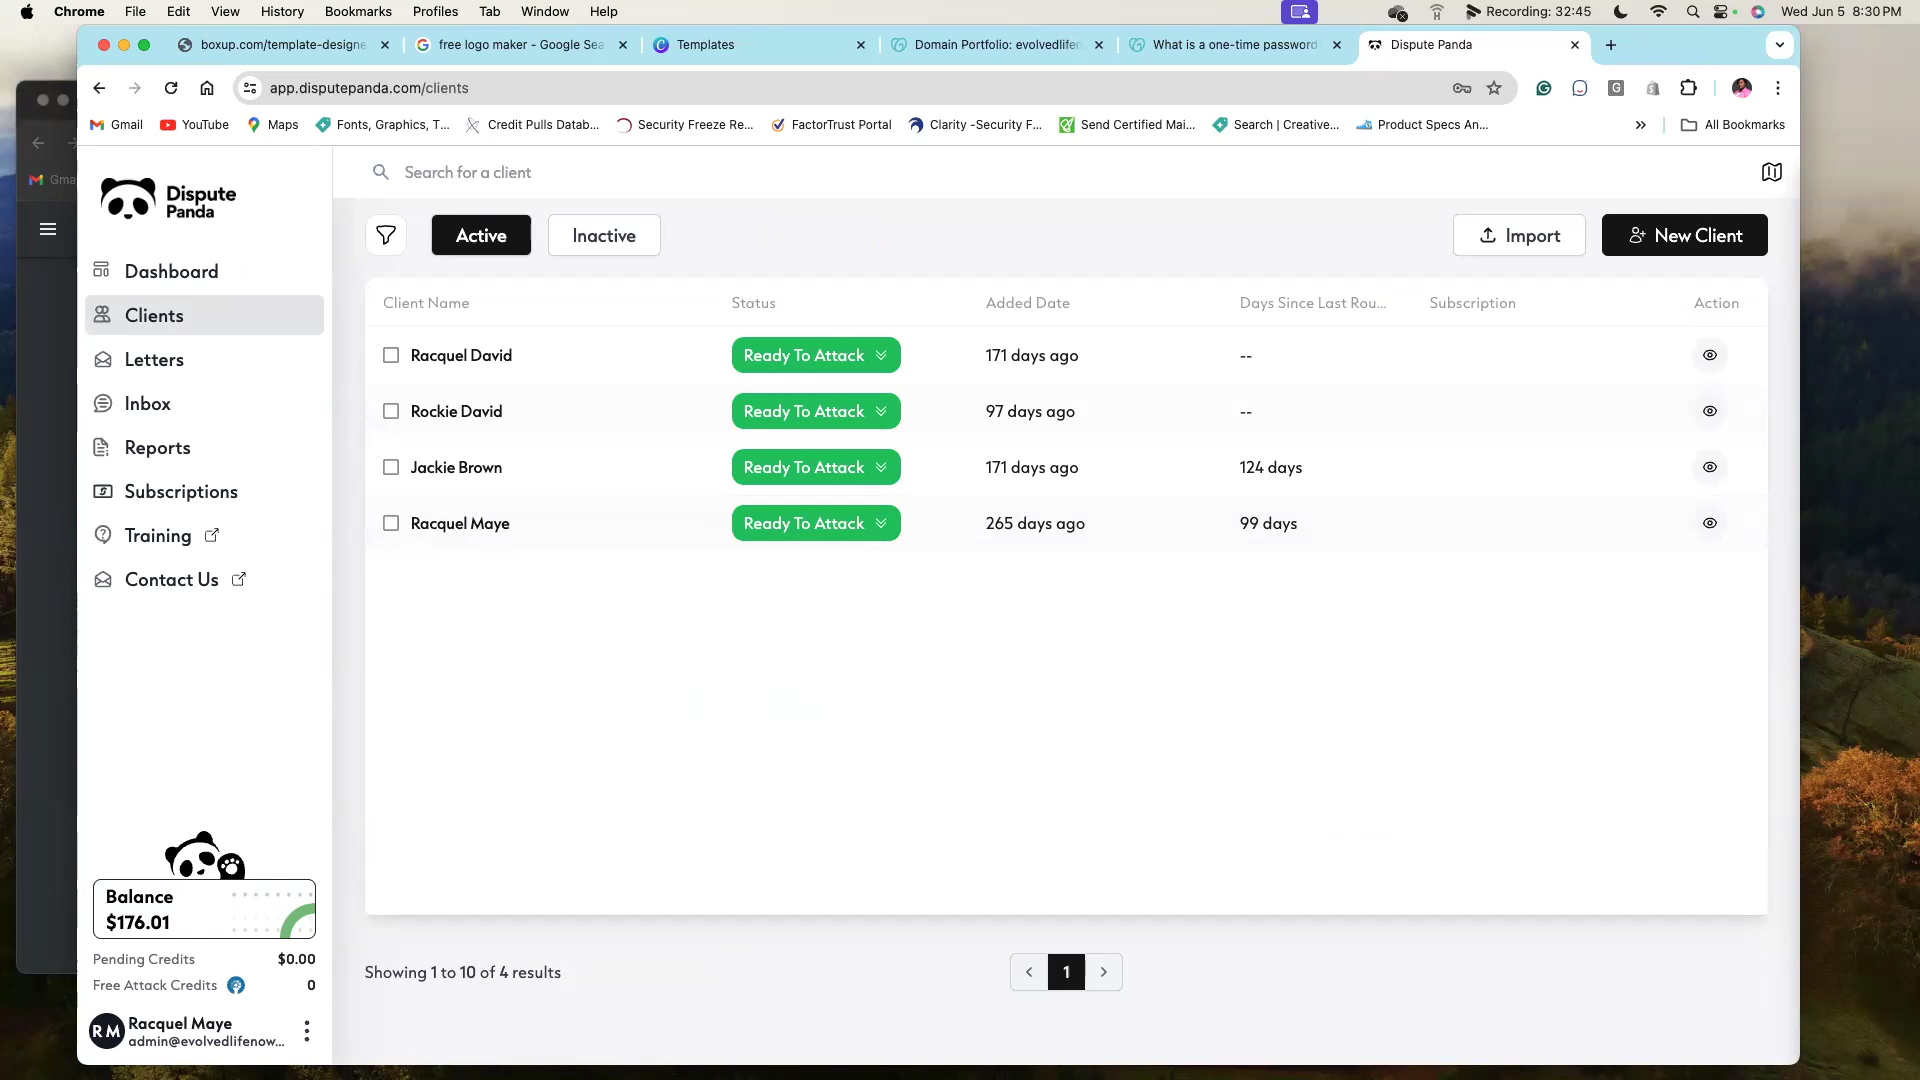 Chrome File Edit View History Bookmarks Profiles Tab Window Help
Recording: 32:45
Wed Jun 5 8:30 PM
boxup.com/template-designe
free logo maker - Google Sea
Templates
Domain Portfolio: evolvedlifen
What is a one-time password
Dispute Panda
app.disputepanda.com/clients
Gmail
YouTube
Maps
Fonts, Graphics, T...
Credit Pulls Datab...
Security Freeze Re...
FactorTrust Portal
Clarity -Security F...
Send Certified Mai...
Search | Creative...
Product Specs An...
All Bookmarks
Gma
Dispute
Panda
Dashboard
Clients
Letters
Inbox
Reports
Subscriptions
Training
Contact Us
Balance
$176.01
Pending Credits $0.00
Free Attack Credits 0
RM
Racquel Maye
admin@evolvedlifenow...
Search for a client
Active
Inactive
Import
New Client
Client Name Status Added Date Days Since Last Rou... Subscription Action
Racquel David Ready To Attack 171 days ago --
Rockie David Ready To Attack 97 days ago --
Jackie Brown Ready To Attack 171 days ago 124 days
Racquel Maye Ready To Attack 265 days ago 99 days
Showing 1 to 10 of 4 results
1